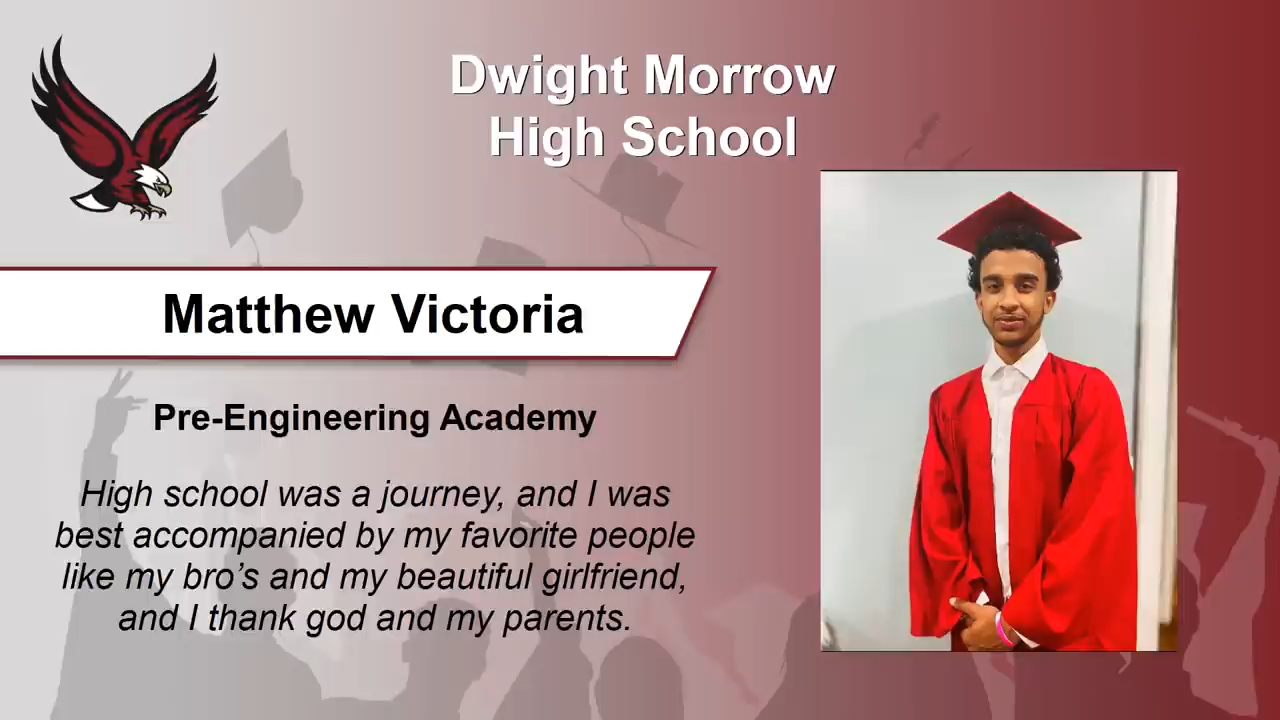 Dwight Morrow
High School
Matthew Victoria
Pre-Engineering Academy
High school was a journey, and I was
best accompanied by my favorite people
like my bro’s and my beautiful girlfriend,
and I thank god and my parents.